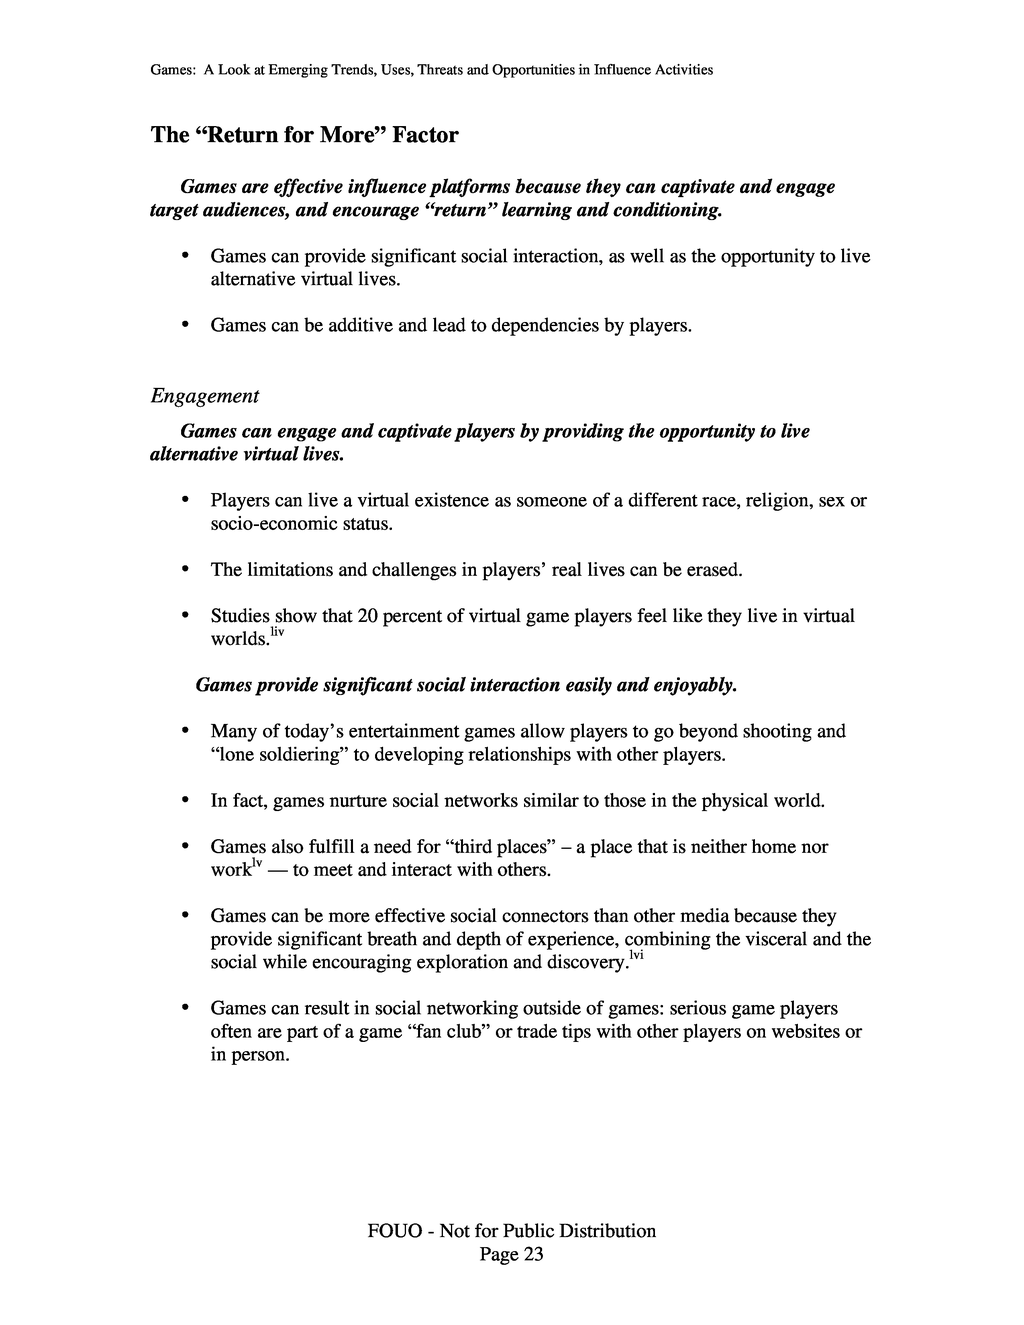 Games: A Look at Emerging Trends, Uses, Threats and Opportunities in Influence Activities
The “Return for More” Factor
Games are effective influence platforms because they can captivate and engage
target audiences, and encourage “return” learning and conditioning.
• Games can provide significant social interaction, as well as the opportunity to live
alternative virtual lives.
• Games can be additive and lead to dependencies by players.
Engagement
Games can engage and captivate players by providing the opportunity to live
alternative virtual lives.
• Players can live a virtual existence as someone of a different race, religion, sex or
socio-economic status.
• The limitations and challenges in players’ real lives can be erased.
• Studies show that 20 percent of virtual game players feel like they live in virtual
worlds.liv
Games provide significant social interaction easily and enjoyably.
• Many of today’s entertainment games allow players to go beyond shooting and
“lone soldiering” to developing relationships with other players.
• In fact, games nurture social networks similar to those in the physical world.
• Games also fulfill a need for “third places” – a place that is neither home nor
worklv — to meet and interact with others.
• Games can be more effective social connectors than other media because they
provide significant breath and depth of experience, combining the visceral and the
social while encouraging exploration and discovery.lvi
• Games can result in social networking outside of games: serious game players
often are part of a game “fan club” or trade tips with other players on websites or
in person.
FOUO - Not for Public Distribution
Page 23